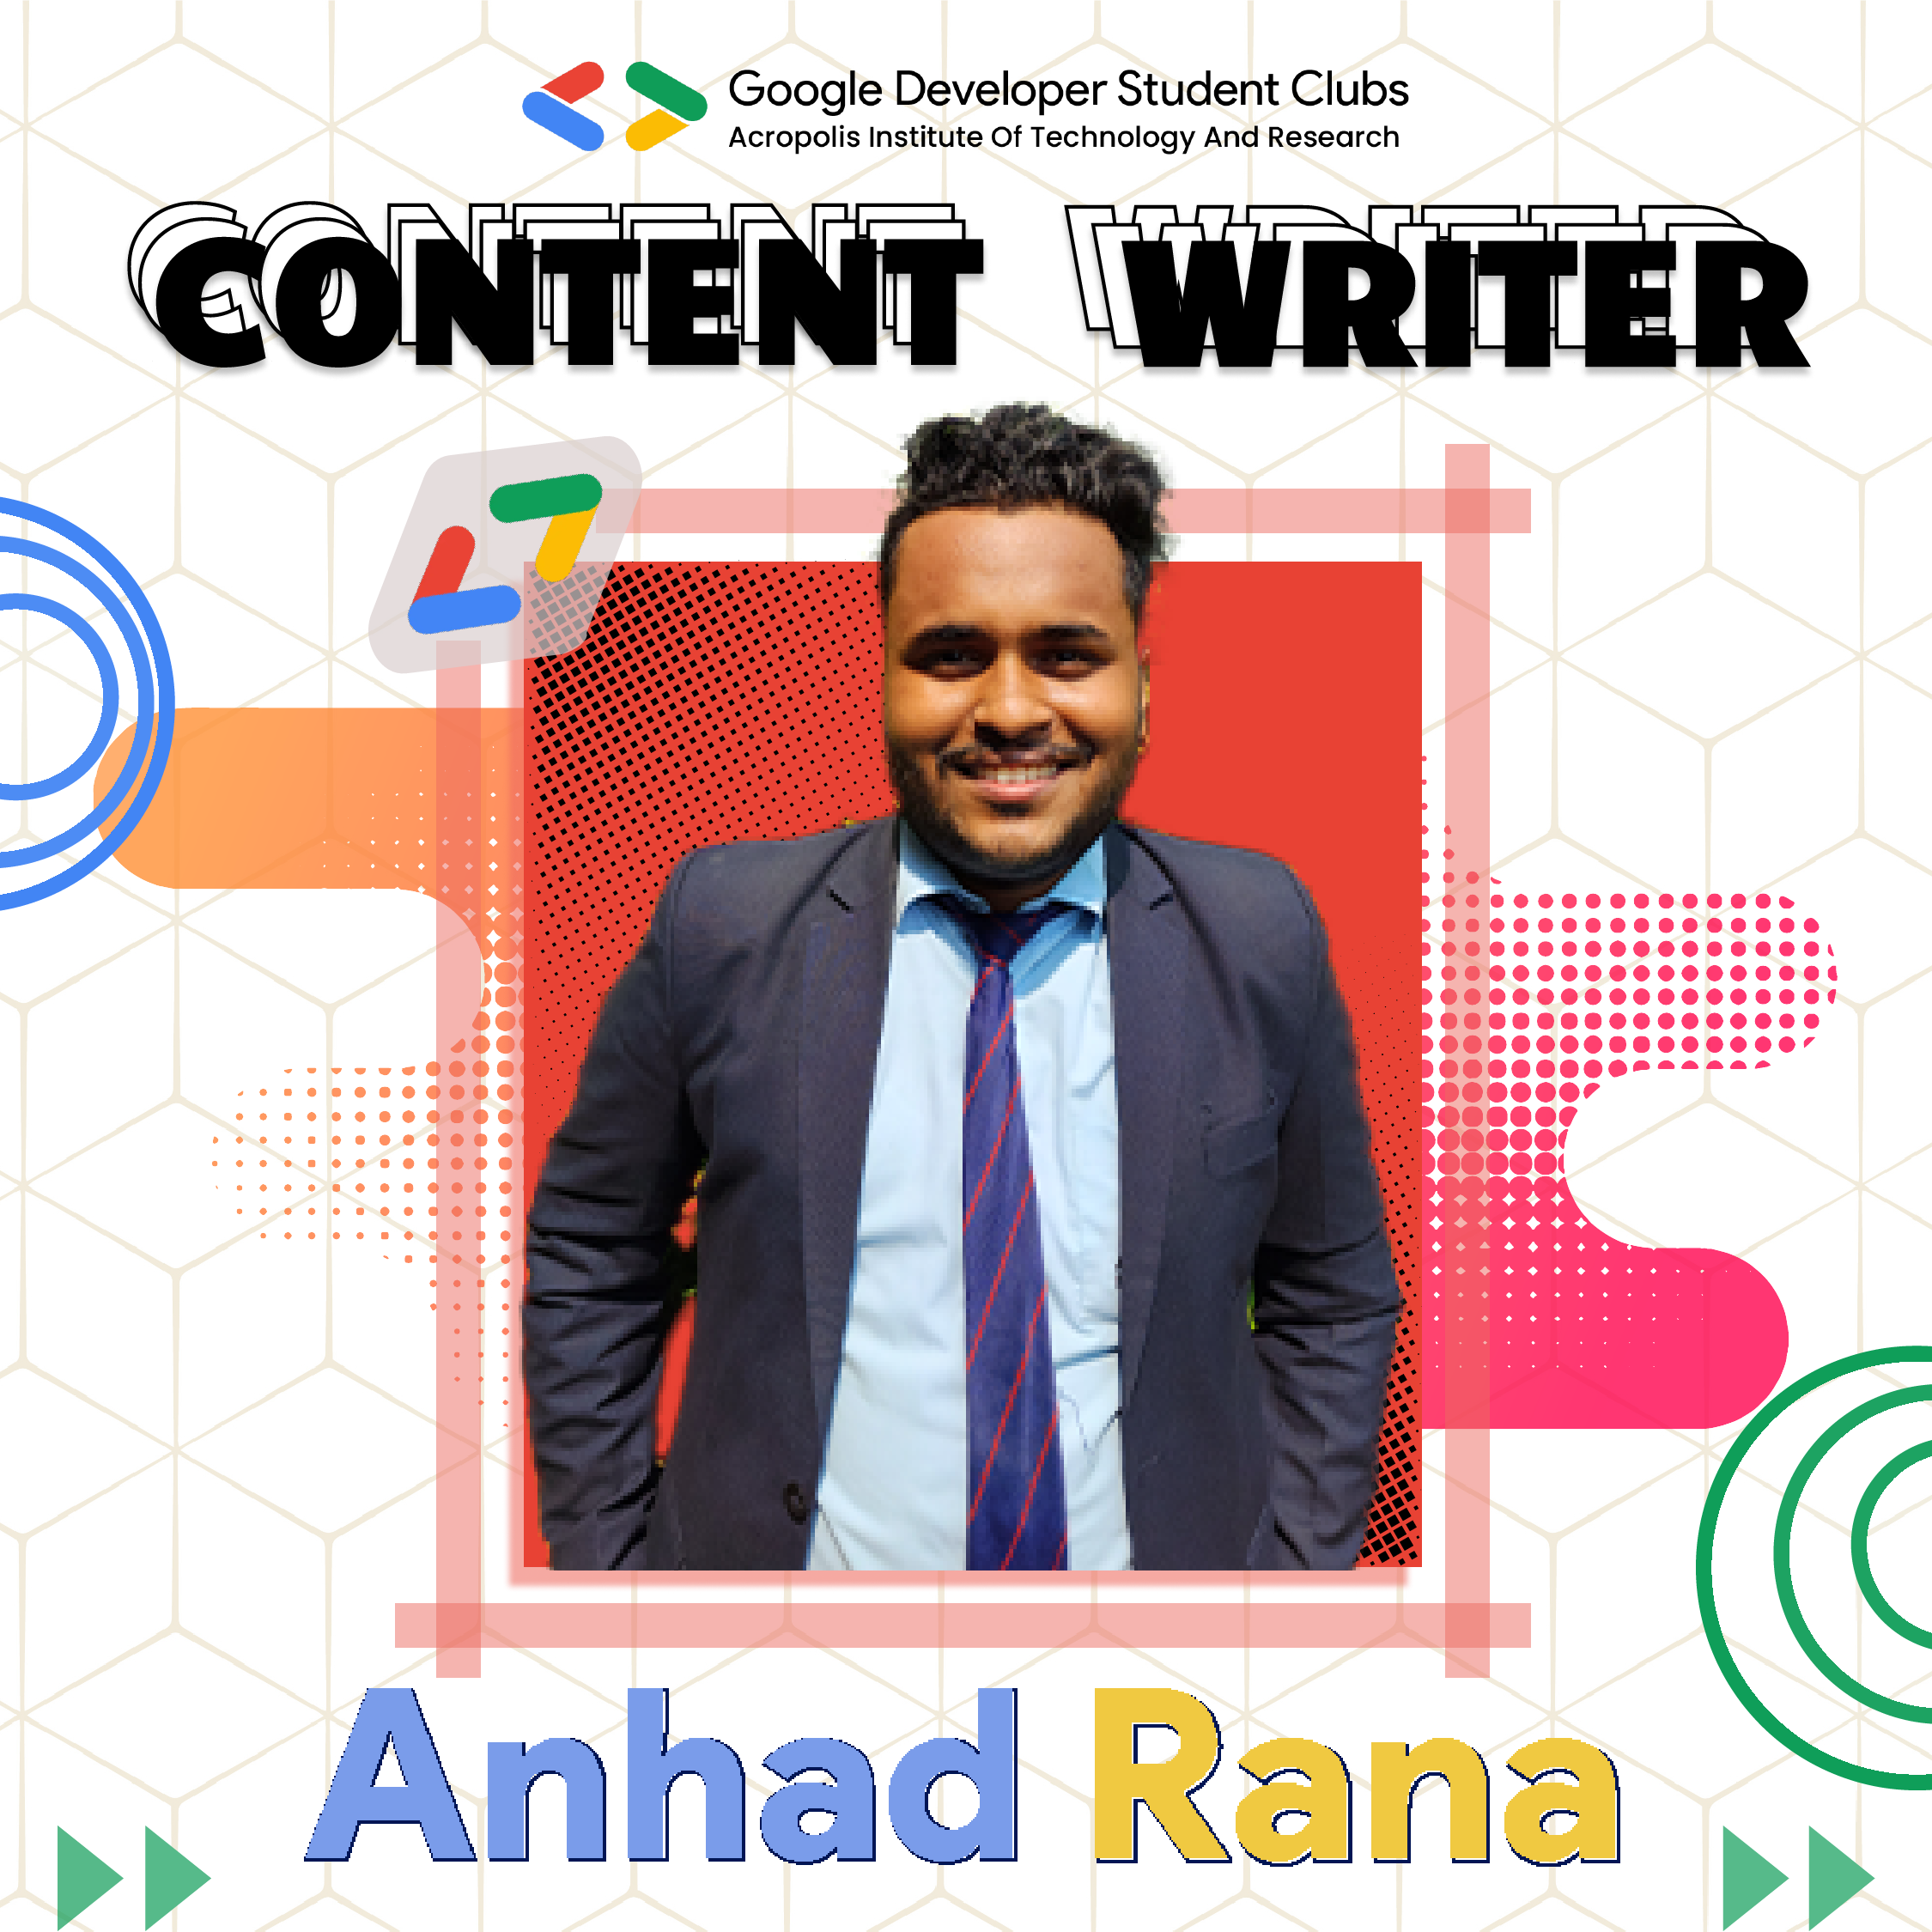 Google Developer Student Clubs
Acropolis Institute Of Technology And Research
CONTENT WRITER
Anhad Rana